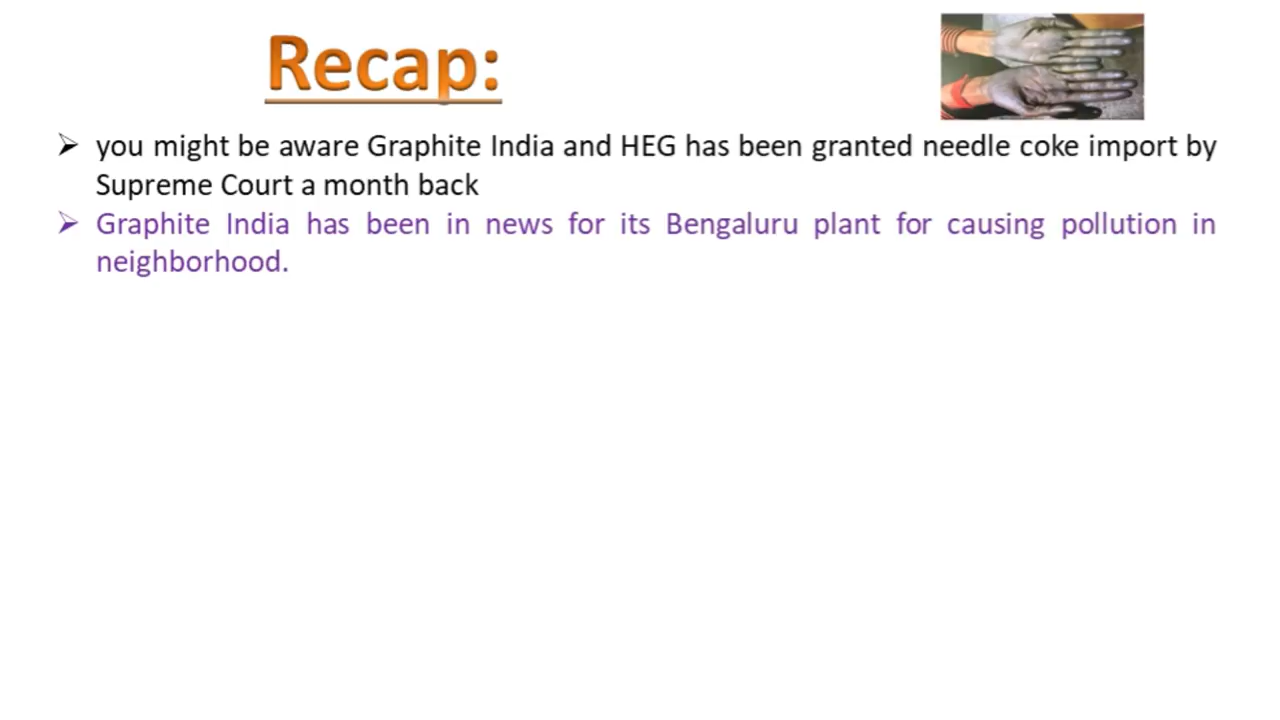 Recap:
you might be aware Graphite India and HEG has been granted needle coke import by
Supreme Court a month back
Graphite India has been in news for its Bengaluru plant for causing pollution in
neighborhood.